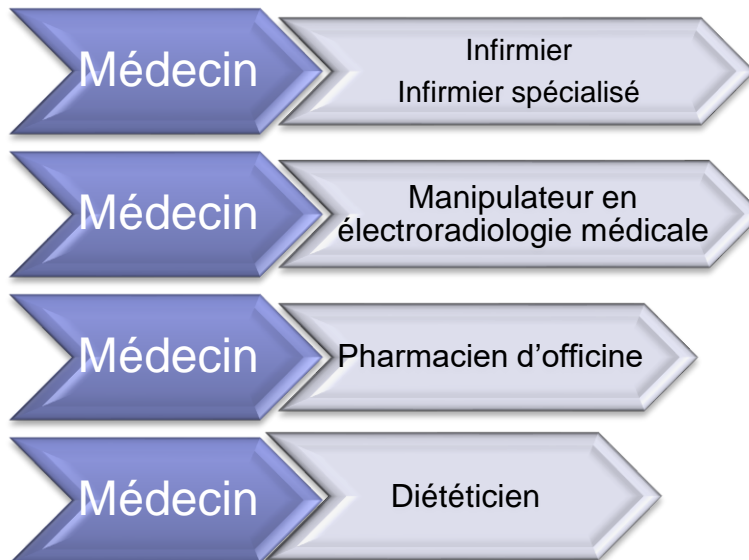 Médecin
Infirmier
Infirmier spécialisé
Médecin
Manipulateur en
électroradiologie médicale
Médecin
Pharmacien d’officine
Médecin
Diététicien